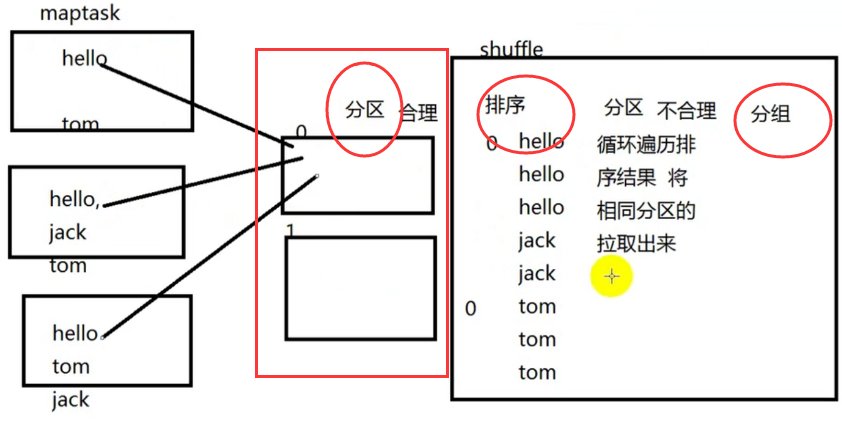 maptask
hello
tom
hello,
jack
tom
hello
tom
jack
分区 合理
0
1
shuffle
排序 分区 不合理 分组
0 hello 循环遍历排
hello 序结果 将
hello 相同分区的
jack 拉取出来
jack
0 tom
tom
tom